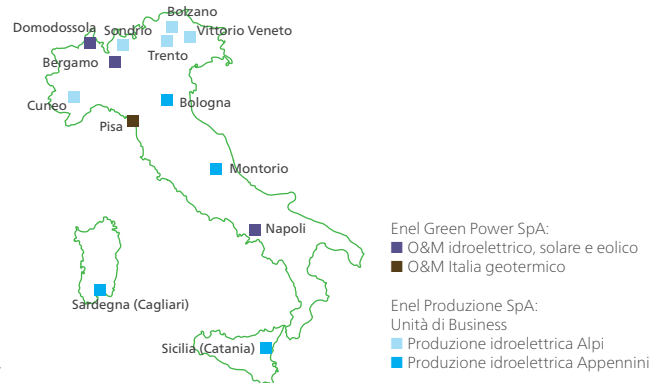 Bolzano
Domodossola
Sondrio
Vittorio Veneto
Bergamo
Trento
Cuneo
Bologna
Pisa
Montorio
Napoli
Enel Green Power SpA:
O&M idroelettrico, solare e eolico
O&M Italia geotermico
Sardegna (Cagliari)
Enel Produzione SpA:
Unità di Business
Sicilia (Catania)
Produzione idroelettrica Alpi
Produzione idroelettrica Appennini